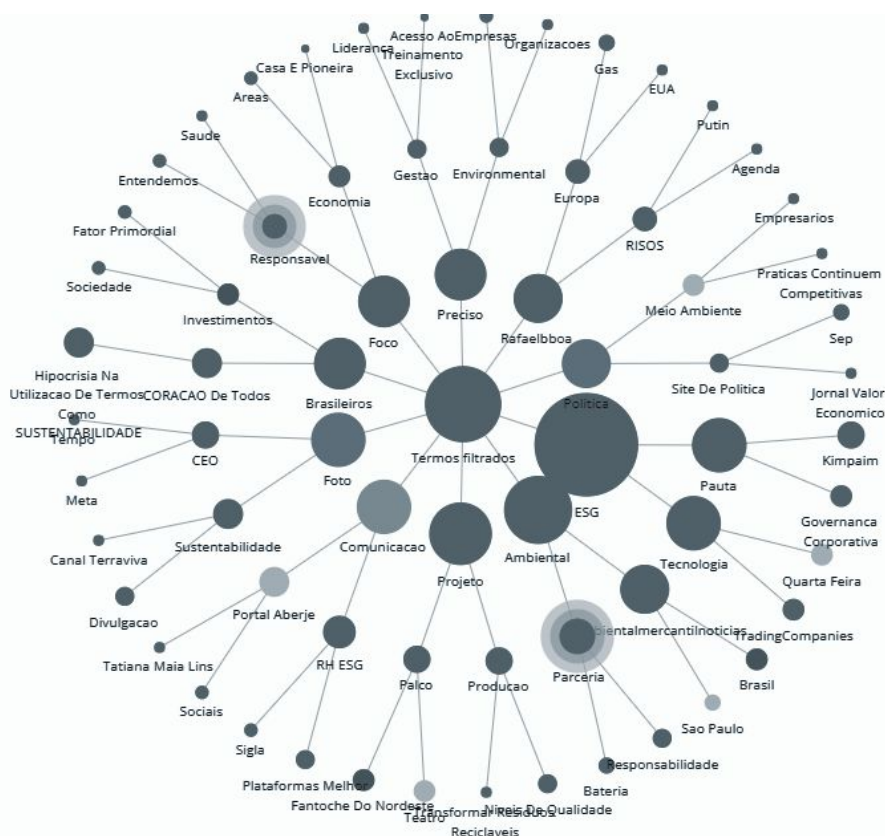 Acesso Ao
Treinamento
Exclusivo
Empresas
Lideranca
Organizacoes
Casa E Pioneira
Gas
Areas
EUA
Putin
Saude
Agenda
Entendemos
Economia
Gestao
Environmental
Europa
Empresarios
Fator Primordial
Responsavel
RISOS
Praticas Continuem
Competitivas
Sociedade
Investimentos
Foco
Preciso
Rafaelbboa
Meio Ambiente
Sep
Hipocrisia Na
Utilizacao De Termos
Como
SUSTENTABILIDADE
CORACAO De Todos
Brasileiros
Politica
Site De Politica
Jornal Valor
Economico
Tempo
CEO
Foto
Termos filtrados
ESG
Pauta
Kimpaim
Meta
Governanca
Corporativa
Canal Terraviva
Sustentabilidade
Comunicacao
Projeto
Ambiental
Tecnologia
Quarta Feira
Divulgacao
Portal Aberje
bientalmercantilnoticias
TradingCompanies
Tatiana Maia Lins
RH ESG
Palco
Producao
Parceria
Brasil
Sociais
Sao Paulo
Sigla
Responsabilidade
Plataformas Melhor
Fantoche Do Nordeste
Teatro
Transformar Residuos
Reciclaveis
Niveis De Qualidade
Bateria